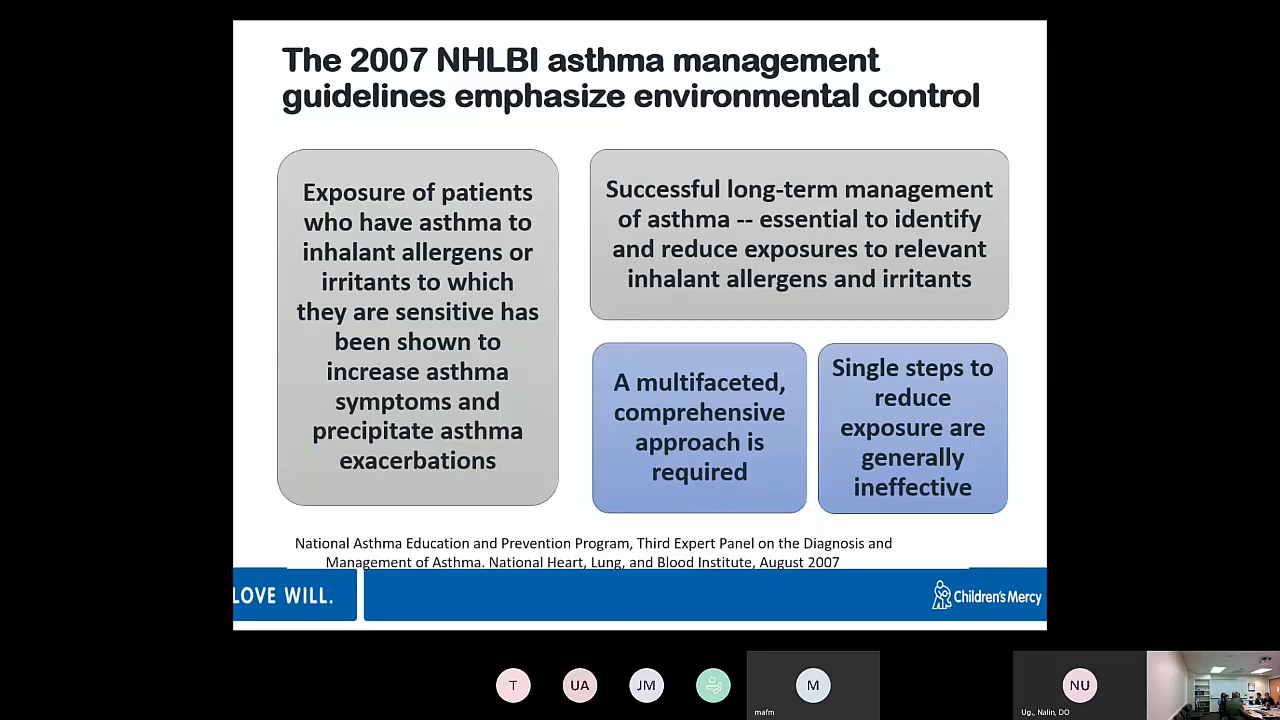 The 2007 NHLBI asthma management
guidelines emphasize environmental control
Exposure of patients
who have asthma to
inhalant allergens or
irritants to which
they are sensitive has
been shown to
increase asthma
symptoms and
precipitate asthma
exacerbations
Successful long-term management
of asthma -- essential to identify
and reduce exposures to relevant
inhalant allergens and irritants
A multifaceted,
comprehensive
approach is
required
Single steps to
reduce
exposure are
generally
ineffective
National Asthma Education and Prevention Program, Third Expert Panel on the Diagnosis and
Management of Asthma. National Heart, Lung, and Blood Institute, August 2007
LOVE WILL.
Children's Mercy
T
UA
JM
M
mafm
NU
Ug., Nalin, DO